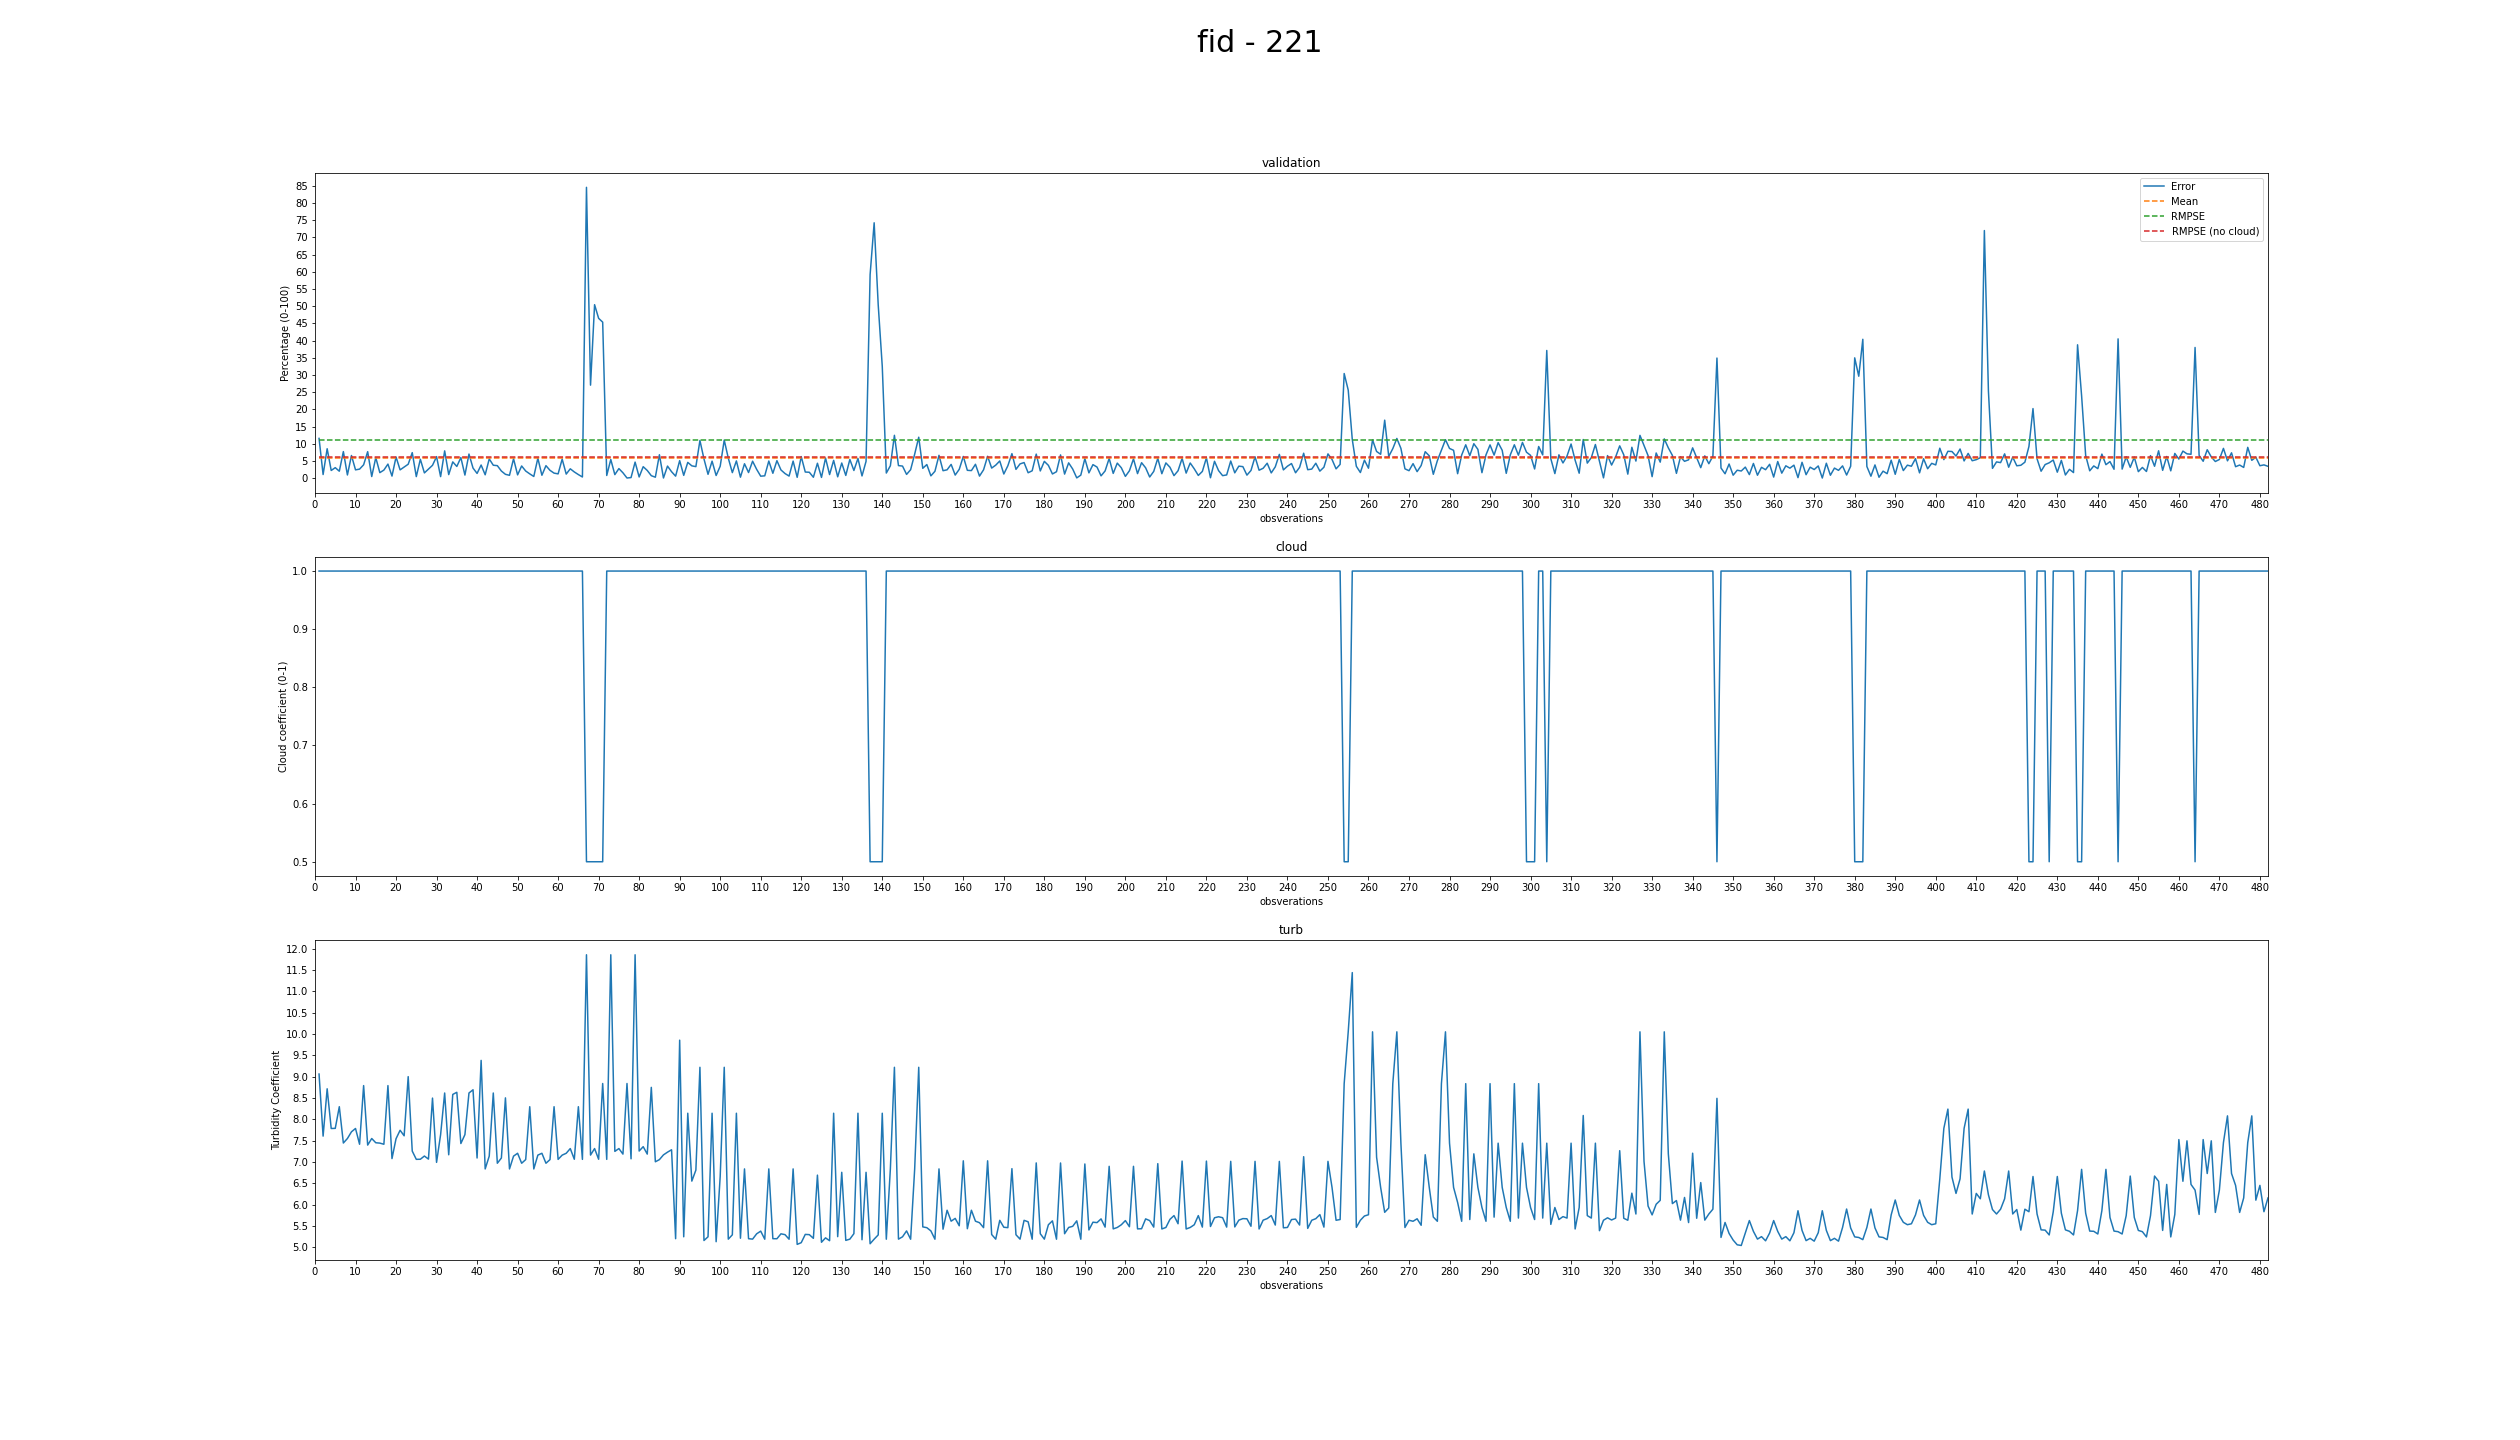 fid - 221
validation
Error
Mean
RMPSE
RMPSE (no cloud)
Percentage (0-100)
85
80
75
70
65
60
55
50
45
40
35
30
25
20
15
10
5
0
0 10 20 30 40 50 60 70 80 90 100 110 120 130 140 150 160 170 180 190 200 210 220 230 240 250 260 270 280 290 300 310 320 330 340 350 360 370 380 390 400 410 420 430 440 450 460 470 480
obsverations
cloud
Cloud coefficient (0-1)
1.0
0.9
0.8
0.7
0.6
0.5
0 10 20 30 40 50 60 70 80 90 100 110 120 130 140 150 160 170 180 190 200 210 220 230 240 250 260 270 280 290 300 310 320 330 340 350 360 370 380 390 400 410 420 430 440 450 460 470 480
obsverations
turb
Turbidity Coefficient
12.0
11.5
11.0
10.5
10.0
9.5
9.0
8.5
8.0
7.5
7.0
6.5
6.0
5.5
5.0
0 10 20 30 40 50 60 70 80 90 100 110 120 130 140 150 160 170 180 190 200 210 220 230 240 250 260 270 280 290 300 310 320 330 340 350 360 370 380 390 400 410 420 430 440 450 460 470 480
obsverations